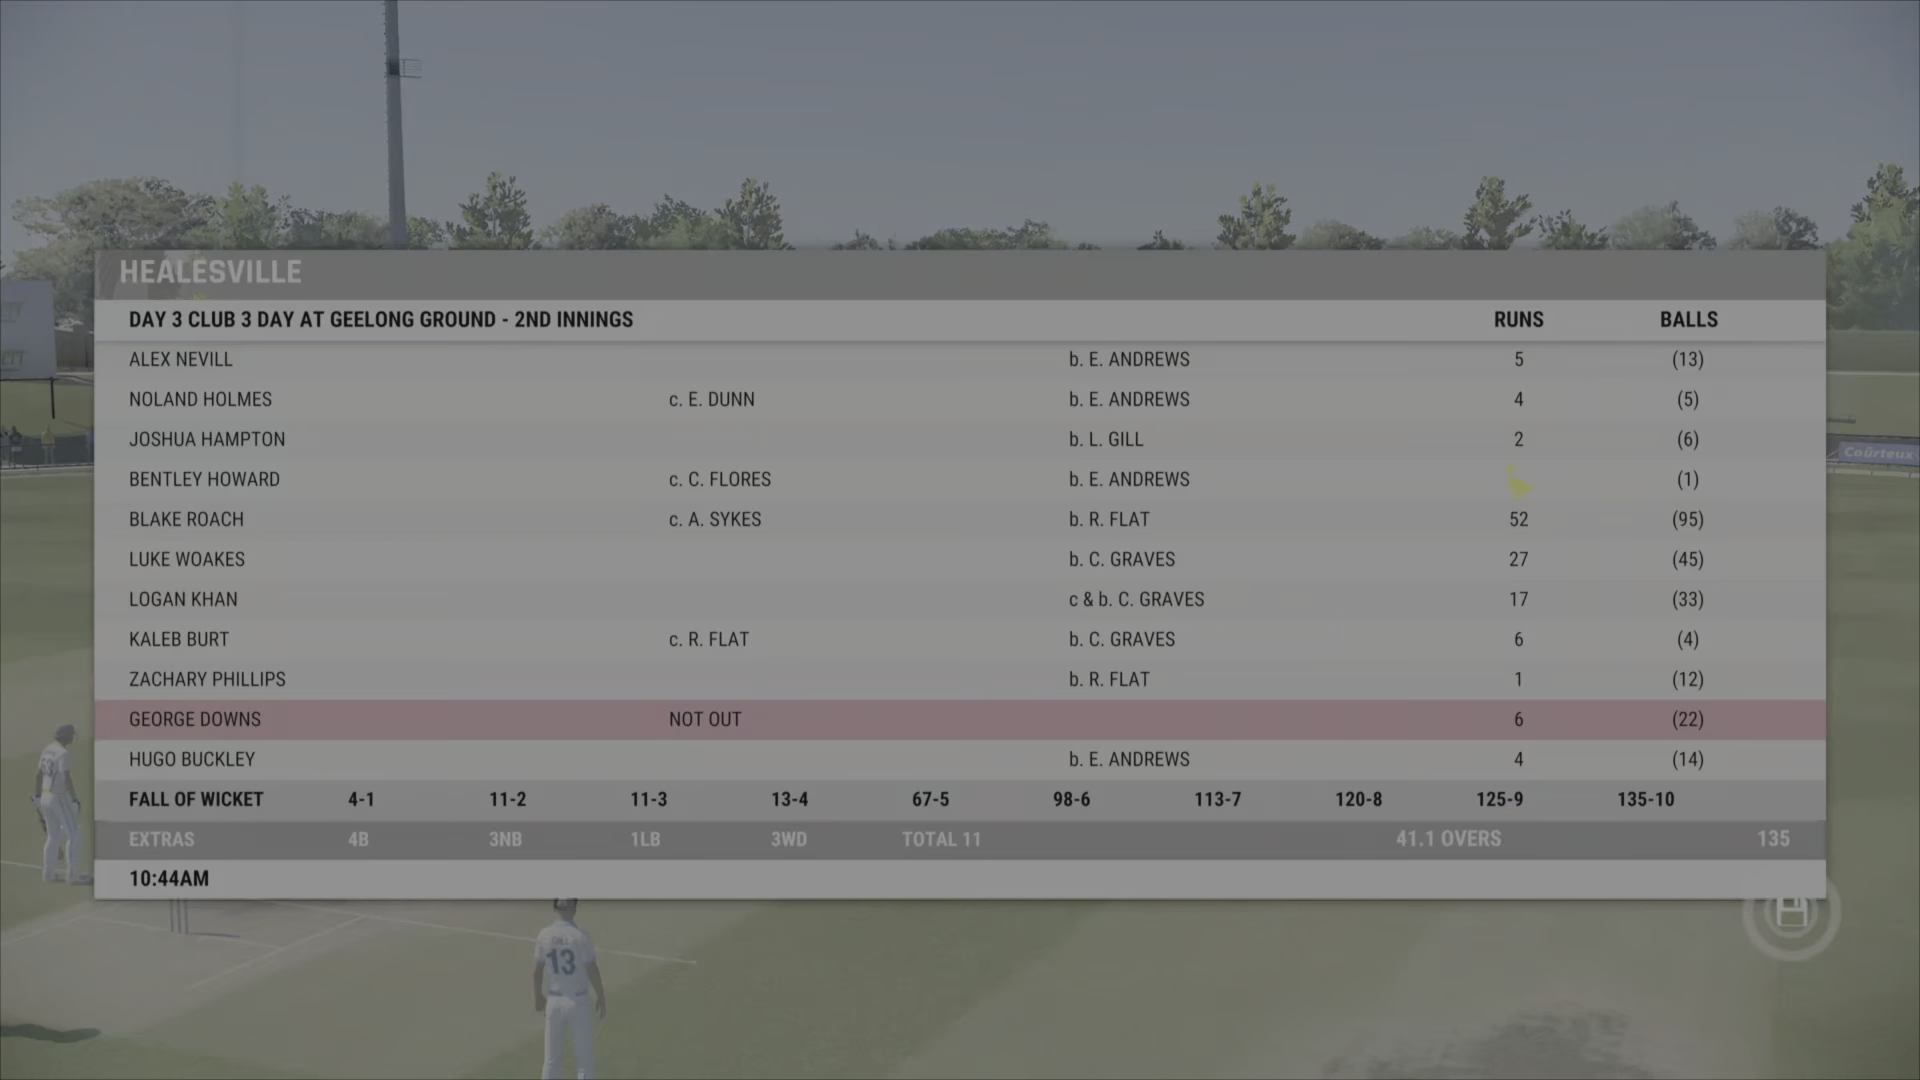 HEALESVILLE
DAY 3 CLUB 3 DAY AT GEELONG GROUND - 2ND INNINGS RUNS BALLS
ALEX NEVILL b. E. ANDREWS 5 (13)
NOLAND HOLMES c. E. DUNN b. E. ANDREWS 4 (5)
JOSHUA HAMPTON b. L. GILL 2 (6)
BENTLEY HOWARD c. C. FLORES b. E. ANDREWS (1)
BLAKE ROACH c. A. SYKES b. R. FLAT 52 (95)
LUKE WOAKES b. C. GRAVES 27 (45)
LOGAN KHAN c & b. C. GRAVES 17 (33)
KALEB BURT c. R. FLAT b. C. GRAVES 6 (4)
ZACHARY PHILLIPS b. R. FLAT 1 (12)
GEORGE DOWNS NOT OUT 6 (22)
HUGO BUCKLEY b. E. ANDREWS 4 (14)
FALL OF WICKET 4-1 11-2 11-3 13-4 67-5 98-6 113-7 120-8 125-9 135-10
EXTRAS 4B 3NB 1LB 3WD TOTAL 11 41.1 OVERS 135
10:44AM
Coûrteux
13